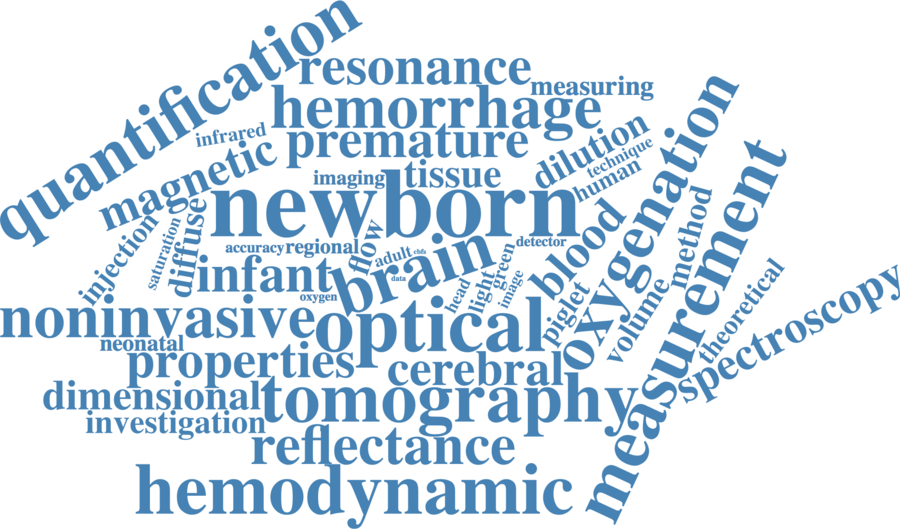 quantification
resonance
measuring
hemorrhage
infrared
premature
dilution
technique
magnetic
imaging
tissue
human
newborn
oxygenation
injection
saturation
diffuse
accuracy
regional
flow
adult
cbfs
detector
blood
method
measurement
infant
brain
data
oxygen
head
light
green
image
piglet
volume
theoretical
spectroscopy
noninvasive
optical
neonatal
properties
cerebral
dimensional
tomography
investigation
reflectance
hemodynamic